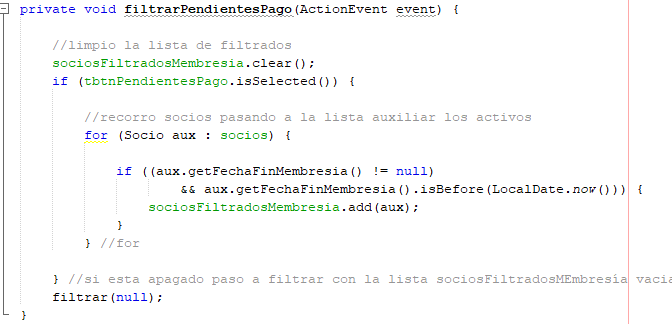 private void filtrarPendientesPago(ActionEvent event) {
//limpio la lista de filtrados
sociosFiltradosMembresia.clear();
if (tbtnPendientesPago.isSelected()) {
//recorro socios pasando a la lista auxiliar los activos
for (Socio aux : socios) {
if ((aux.getFechaFinMembresia() != null)
&& aux.getFechaFinMembresia().isBefore(LocalDate.now())) {
sociosFiltradosMembresia.add(aux);
}
} //for
} //si esta apagado paso a filtrar con la lista sociosFiltradosMEmbresía vacia
filtrar(null);
}